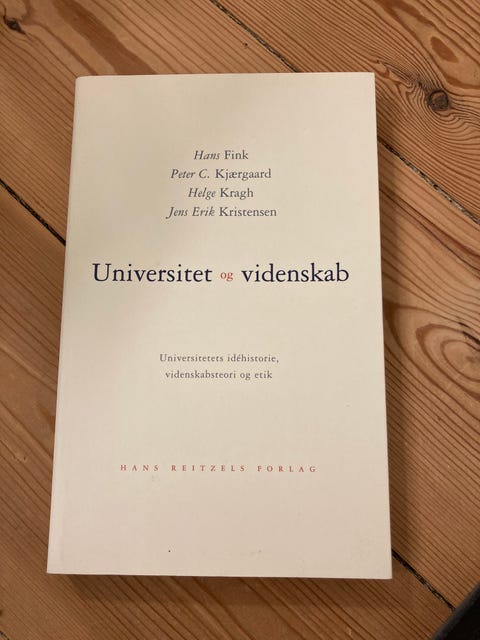 Hans Fink
Peter C. Kjærgaard
Helge Kragh
Jens Erik Kristensen
Universitet og videnskab
Universitetets idéhistorie,
videnskabsteori og etik
HANS REITZELS FORLAG